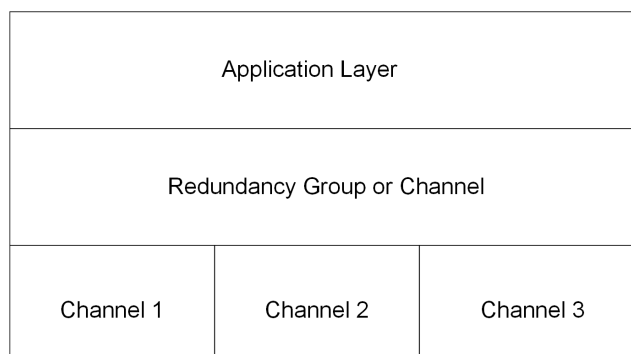 Application Layer
Redundancy Group or Channel
Channel 1
Channel 2
Channel 3